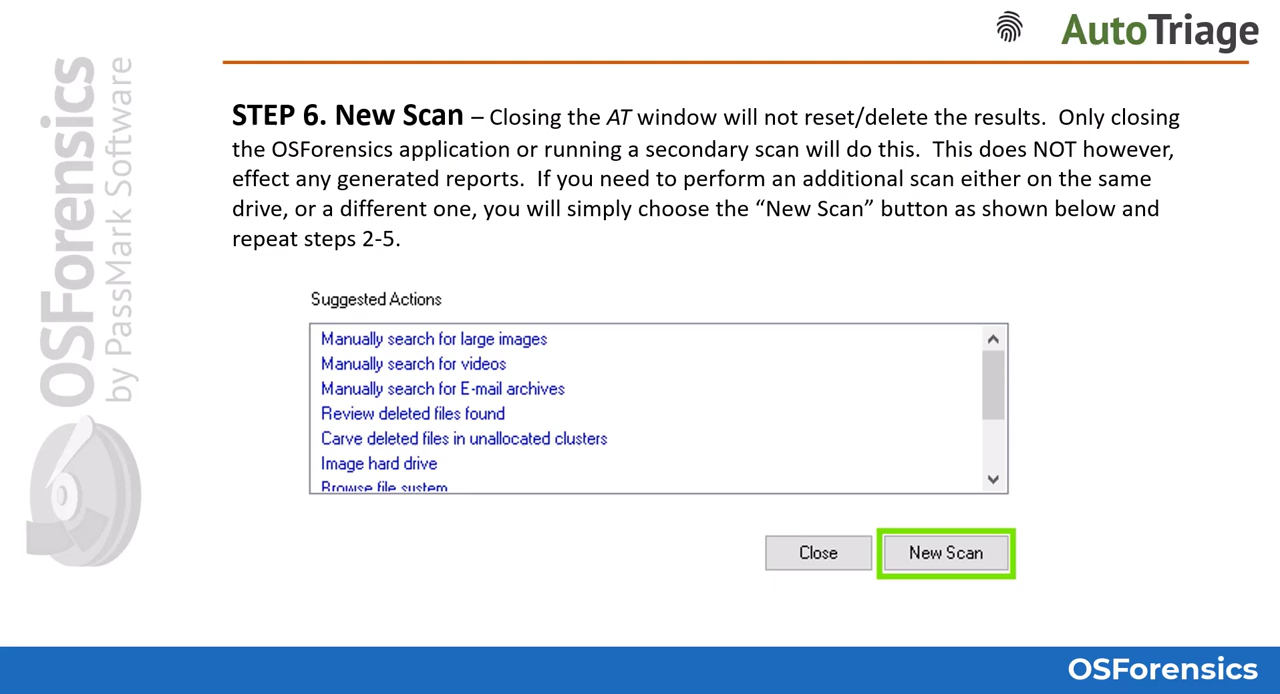 AutoTriage
OSForensics
by PassMark Software
STEP 6. New Scan – Closing the AT window will not reset/delete the results.  Only closing
the OSForensics application or running a secondary scan will do this.  This does NOT however,
effect any generated reports.  If you need to perform an additional scan either on the same
drive, or a different one, you will simply choose the “New Scan” button as shown below and
repeat steps 2-5.
Suggested Actions
Manually search for large images
Manually search for videos
Manually search for E-mail archives
Review deleted files found
Carve deleted files in unallocated clusters
Image hard drive
Browse file system
Close
New Scan
OSForensics